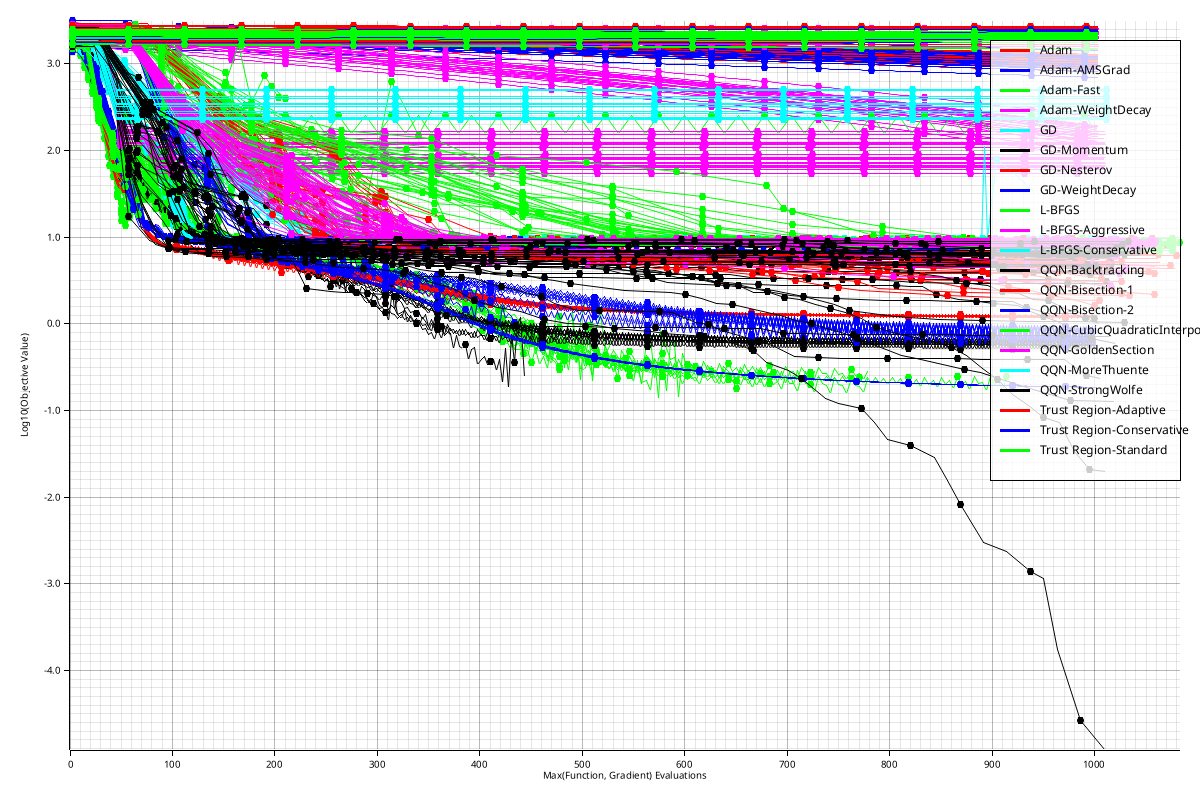 3.0
2.0
1.0
0.0
-1.0
-2.0
-3.0
-4.0
Log10(Objective Value)
0 100 200 300 400 500 600 700 800 900 1000
Max(Function, Gradient) Evaluations
Adam
Adam-AMSGrad
Adam-Fast
Adam-WeightDecay
GD
GD-Momentum
GD-Nesterov
GD-WeightDecay
L-BFGS
L-BFGS-Aggressive
L-BFGS-Conservative
QQN-Backtracking
QQN-Bisection-1
QQN-Bisection-2
QQN-CubicQuadraticInterpo
QQN-GoldenSection
QQN-MoreThuente
QQN-StrongWolfe
Trust Region-Adaptive
Trust Region-Conservative
Trust Region-Standard